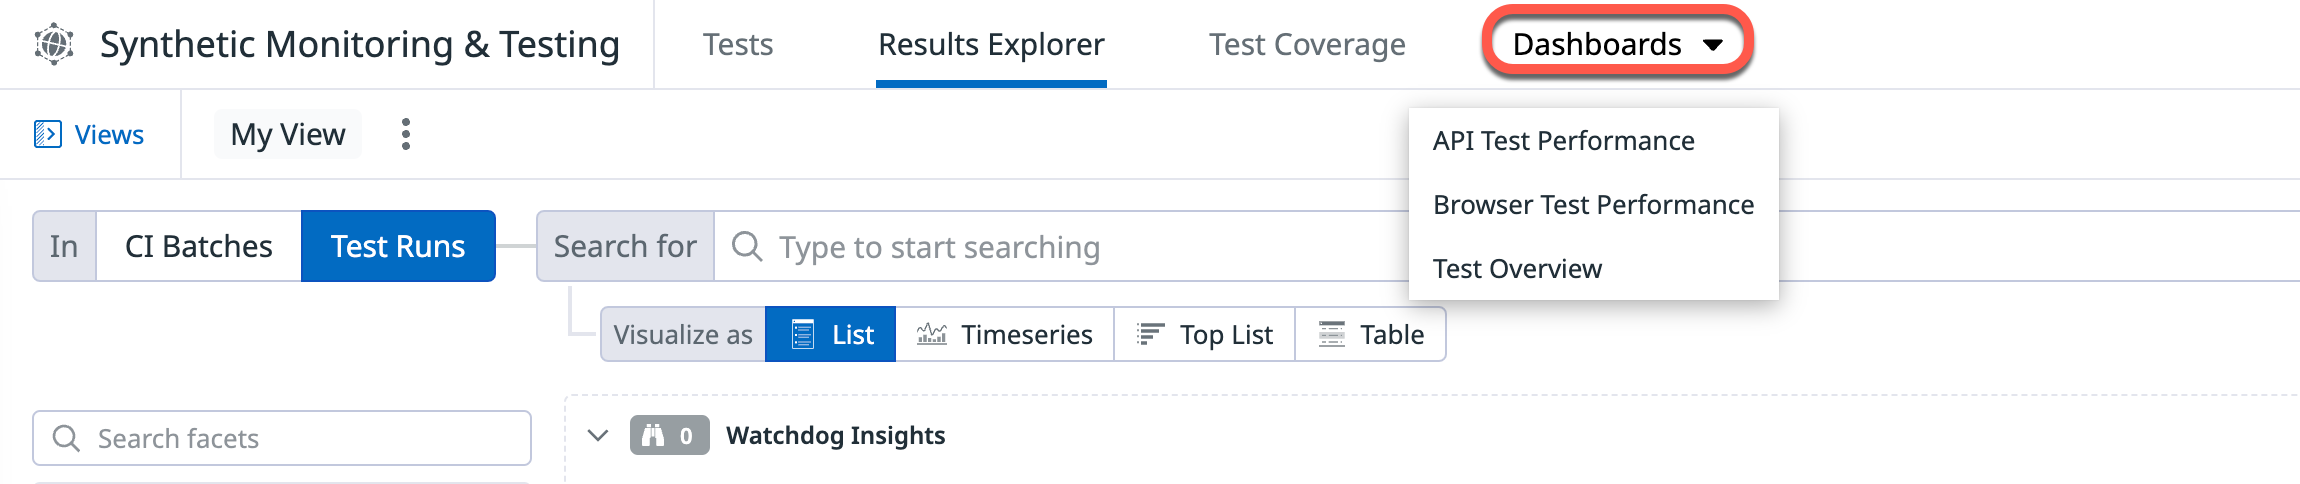 Synthetic Monitoring & Testing Tests Results Explorer Test Coverage Dashboards
Views My View
API Test Performance
Browser Test Performance
Test Overview
In CI Batches Test Runs Search for Type to start searching
Visualize as List Timeseries Top List Table
Search facets 0 Watchdog Insights